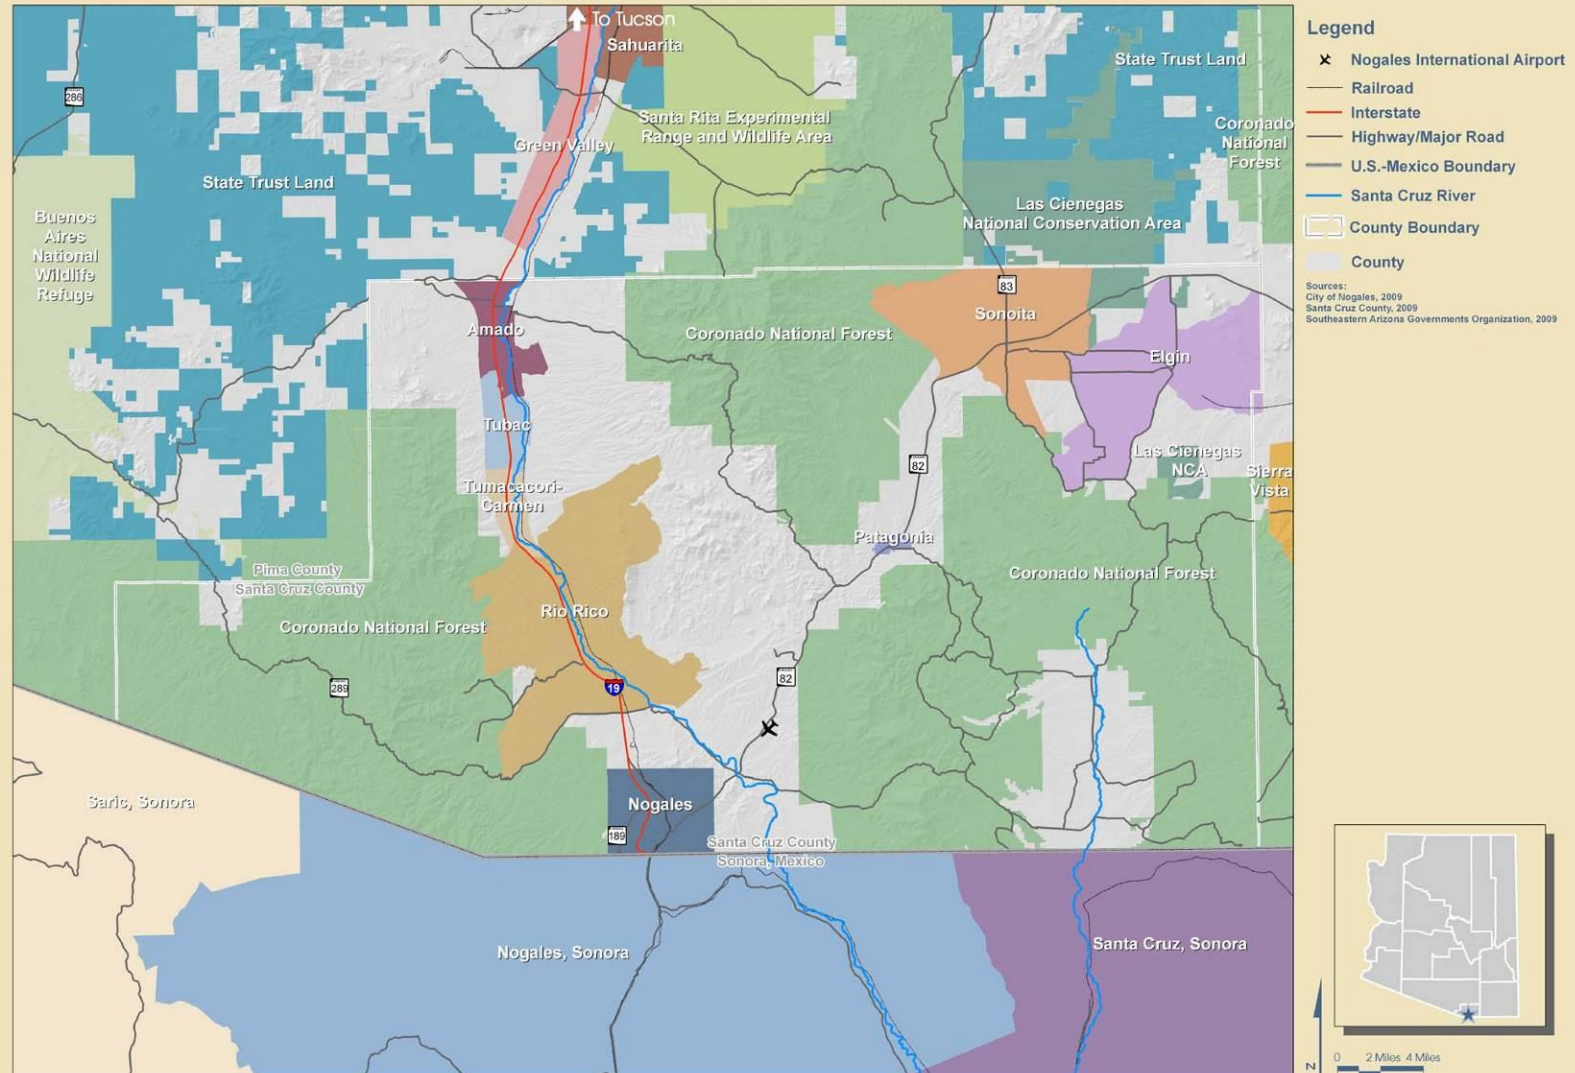 To Tucson
Sahuarita
286
State Trust Land
Santa Rita Experimental
Range and Wildlife Area
Coronado
National
Forest
Green Valley
State Trust Land
Buenos
Aires
National
Wildlife
Refuge
Las Cienegas
National Conservation Area
83
Sonoita
Amado
Coronado National Forest
Elgin
Tubac
Las Cienegas
NCA
82
Sierra
Vista
Tumacacori-
Carmen
Patagonia
Pima County
Santa Cruz County
Coronado National Forest
Rio Rico
Coronado National Forest
289
19
82
Saric, Sonora
Nogales
189
Santa Cruz County
Sonora, Mexico
Nogales, Sonora
Santa Cruz, Sonora
Legend
Nogales International Airport
Railroad
Interstate
Highway/Major Road
U.S.-Mexico Boundary
Santa Cruz River
County Boundary
County
Sources:
City of Nogales, 2009
Santa Cruz County, 2009
Southeastern Arizona Governments Organization, 2009
N
0 2 Miles 4 Miles